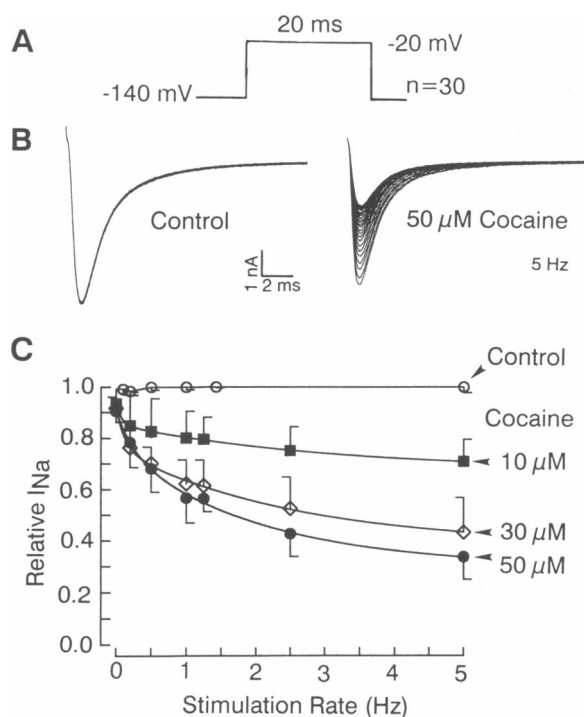 A
20 ms
-20 mV
-140 mV
n=30
B
Control
50 µM Cocaine
1 nA
2 ms
5 Hz
C
Control
Cocaine
10 µM
30 µM
50 µM
Relative INa
1.0
0.8
0.6
0.4
0.2
0.0
0 1 2 3 4 5
Stimulation Rate (Hz)